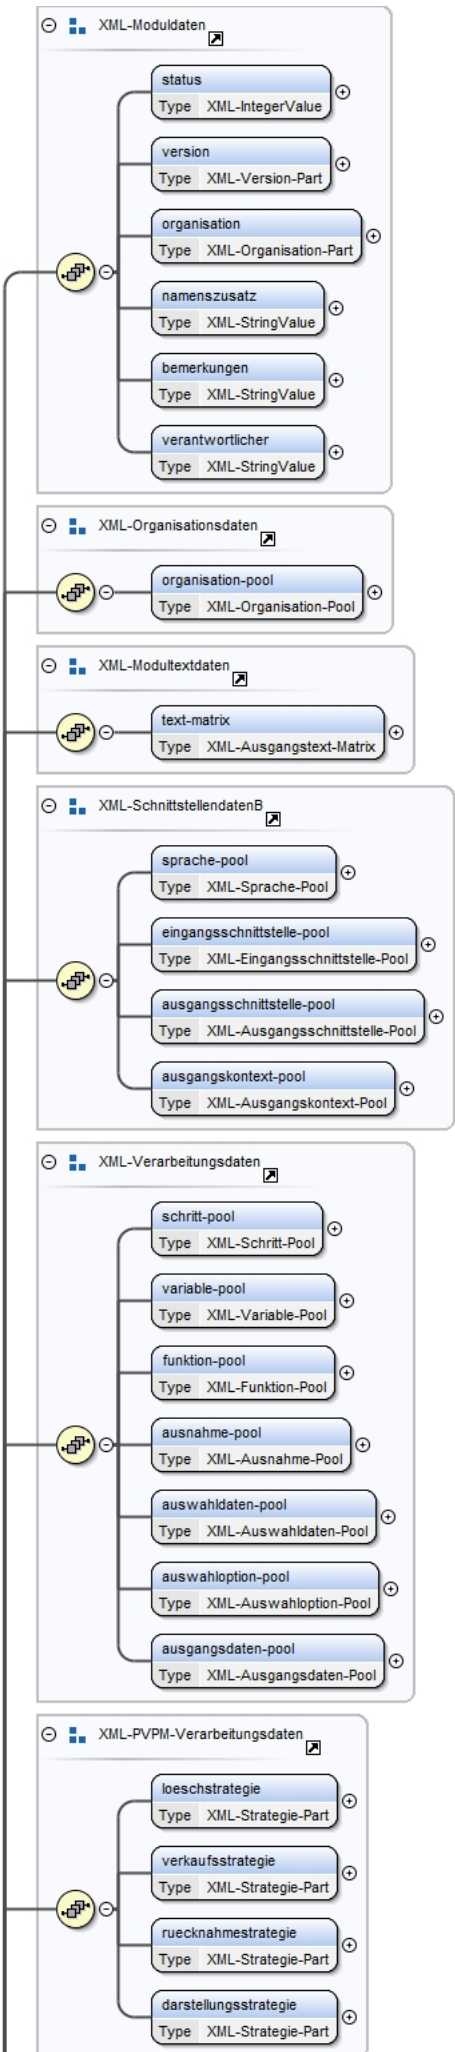 XML-Moduldaten
status
Type XML-IntegerValue
version
Type XML-Version-Part
organisation
Type XML-Organisation-Part
namenszusatz
Type XML-StringValue
bemerkungen
Type XML-StringValue
verantwortlicher
Type XML-StringValue
XML-Organisationsdaten
organisation-pool
Type XML-Organisation-Pool
XML-Modultextdaten
text-matrix
Type XML-Ausgangstext-Matrix
XML-SchnittstellendatenB
sprache-pool
Type XML-Sprache-Pool
eingangsschnittstelle-pool
Type XML-Eingangsschnittstelle-Pool
ausgangsschnittstelle-pool
Type XML-Ausgangsschnittstelle-Pool
ausgangskontext-pool
Type XML-Ausgangskontext-Pool
XML-Verarbeitungsdaten
schritt-pool
Type XML-Schritt-Pool
variable-pool
Type XML-Variable-Pool
funktion-pool
Type XML-Funktion-Pool
ausnahme-pool
Type XML-Ausnahme-Pool
auswahldaten-pool
Type XML-Auswahldaten-Pool
auswahloption-pool
Type XML-Auswahloption-Pool
ausgangsdaten-pool
Type XML-Ausgangsdaten-Pool
XML-PVPM-Verarbeitungsdaten
loeschstrategie
Type XML-Strategie-Part
verkaufsstrategie
Type XML-Strategie-Part
ruecknahmestrategie
Type XML-Strategie-Part
darstellungsstrategie
Type XML-Strategie-Part